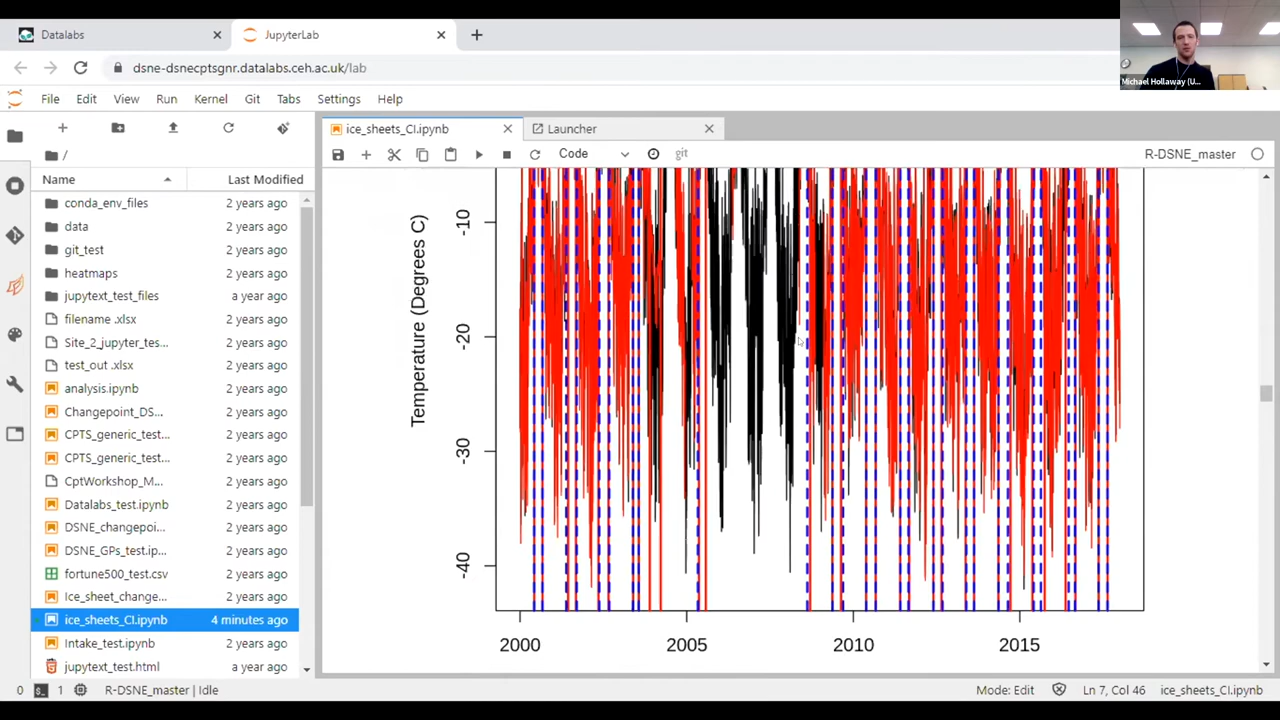 Datalabs
JupyterLab
dsne-dsnecptsgnr.datalabs.ceh.ac.uk/lab
Michael Hollaway (U...
File Edit View Run Kernel Git Tabs Settings Help
ice_sheets_CI.ipynb
Launcher
/
Code
git
R-DSNE_master
Name Last Modified
conda_env_files 2 years ago
data 2 years ago
git_test 2 years ago
heatmaps 2 years ago
jupytext_test_files a year ago
filename .xlsx 2 years ago
Site_2_jupyter_tes... 2 years ago
test_out .xlsx 2 years ago
analysis.ipynb 2 years ago
Changepoint_DS... 2 years ago
CPTS_generic_test... 2 years ago
CPTS_generic_test... 2 years ago
CptWorkshop_M... 2 years ago
Datalabs_test.ipynb 2 years ago
DSNE_changepoi... 2 years ago
DSNE_GPs_test.ip... 2 years ago
fortune500_test.csv 2 years ago
Ice_sheet_change... 2 years ago
ice_sheets_CI.ipynb 4 minutes ago
Intake_test.ipynb 2 years ago
jupytext_test.html a year ago
Temperature (Degrees C)
-10
-20
-30
-40
2000 2005 2010 2015
0 1 R-DSNE_master | Idle
Mode: Edit Ln 7, Col 46 ice_sheets_CI.ipynb